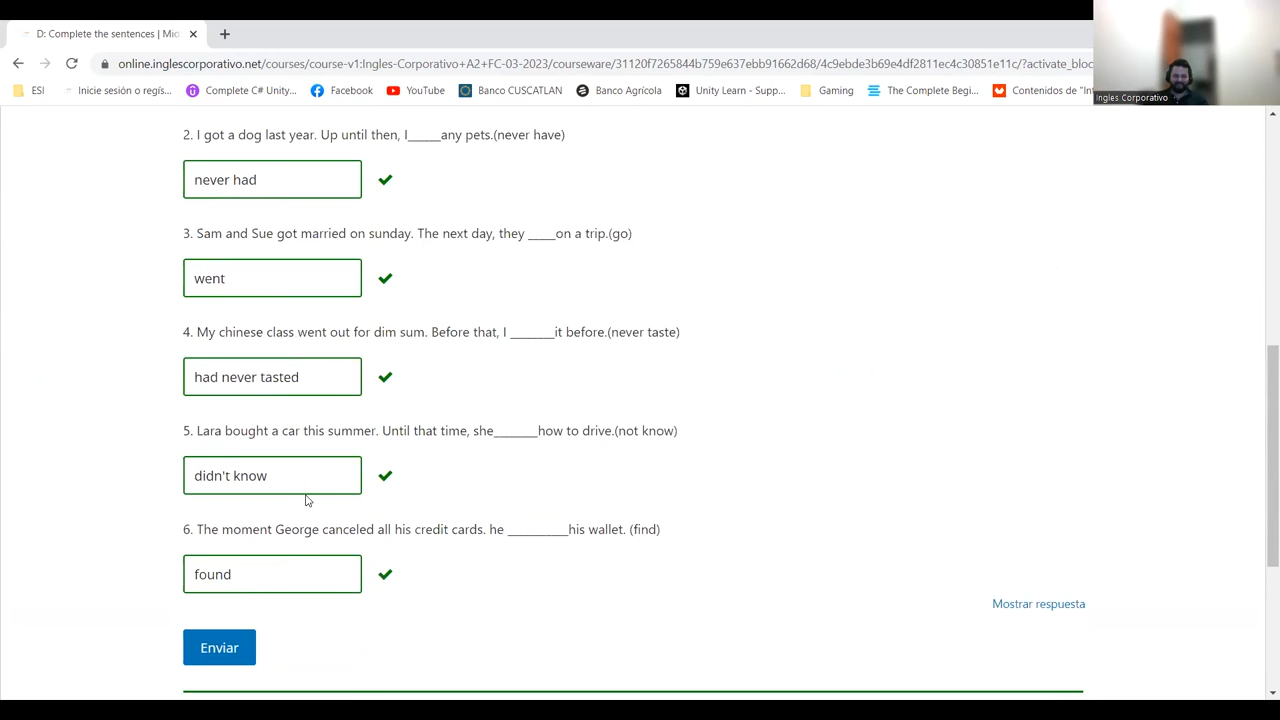 D: Complete the sentences | Mid
online.inglescorporativo.net/courses/course-v1:Ingles-Corporativo+A2+FC-03-2023/courseware/31120f7265844b759e637ebb91662d68/4c9ebde3b69e4df2811ec4c30851e11c/?activate_bloc
ESI Inicie sesión o regís... Complete C# Unity... Facebook YouTube Banco CUSCATLAN Banco Agrícola Unity Learn - Supp... Gaming The Complete Begi... Contenidos de "Int
Ingles Corporativo
2. I got a dog last year. Up until then, I_____any pets.(never have)
never had
3. Sam and Sue got married on sunday. The next day, they ____on a trip.(go)
went
4. My chinese class went out for dim sum. Before that, I _______it before.(never taste)
had never tasted
5. Lara bought a car this summer. Until that time, she_______how to drive.(not know)
didn't know
6. The moment George canceled all his credit cards. he __________his wallet. (find)
found
Mostrar respuesta
Enviar